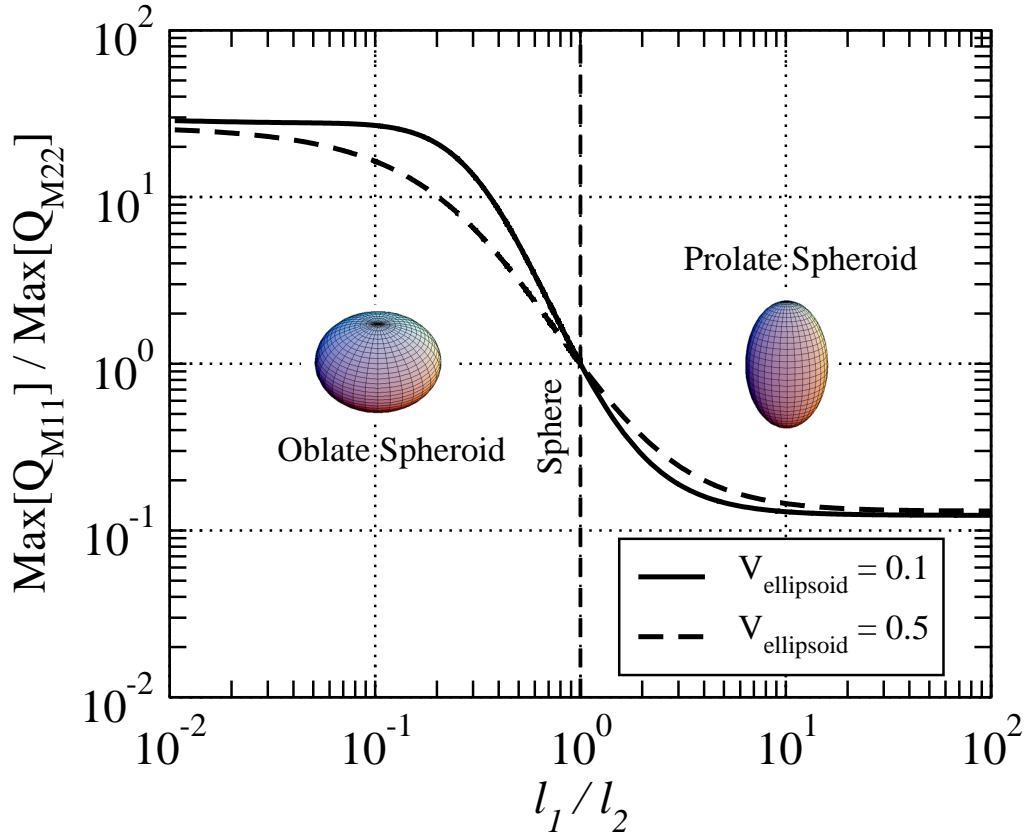 10^2
10^1
10^0
10^-1
10^-2
Max[Q_M11] / Max[Q_M22]
Prolate Spheroid
Oblate Spheroid
Sphere
V_ellipsoid = 0.1
V_ellipsoid = 0.5
10^-2 10^-1 10^0 10^1 10^2
l_1 / l_2